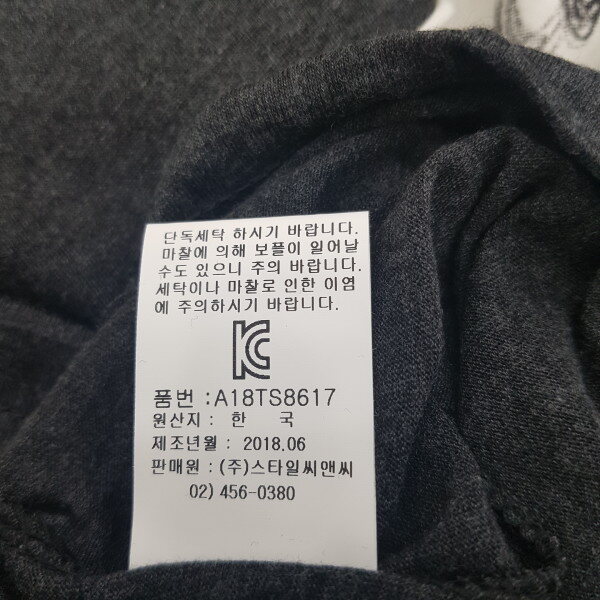 단독세탁 하시기 바랍니다.
마찰에 의해 보플이 일어날
수도 있으니 주의 바랍니다.
세탁이나 마찰로 인한 이염
에 주의하시기 바랍니다.
KC
품번 : A18TS8617
원산지 : 한 국
제조년월 : 2018.06
판매원 : (주)스타일씨앤씨
02) 456-0380